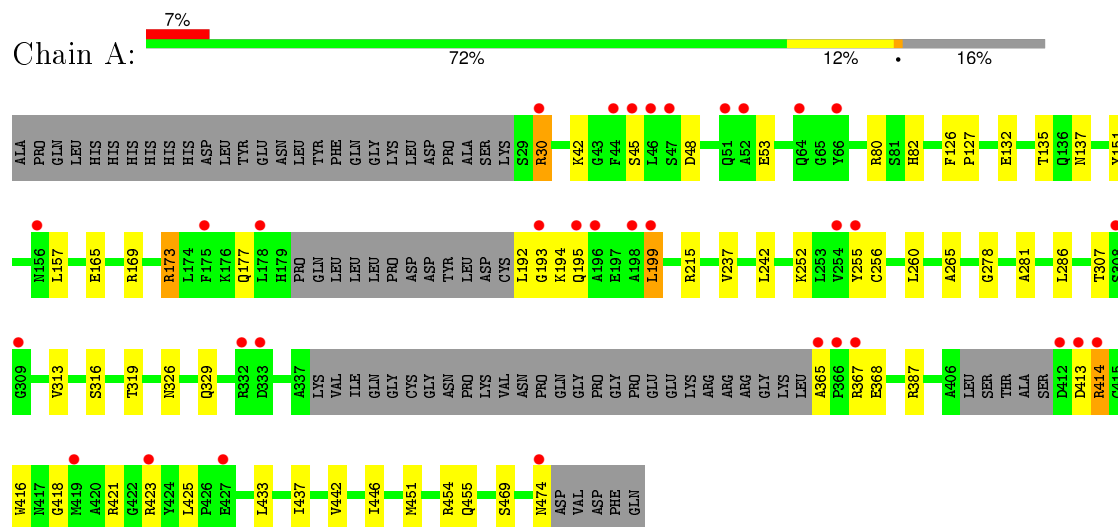 7%
Chain A:
72% 12% • 16%
ALA PRO GLN LEU HIS HIS HIS HIS HIS HIS ASP LEU TYR GLU ASN LEU TYR PHE GLN GLY LYS LEU ASP PRO ALA SER LYS S29 R30 K42 G43 F44 S45 L46 S47 D48 Q51 A52 E53 Q64 G65 Y66 R80 S81 H82 F126 P127 E132 T135 Q136 N137 Y151
N156 L157 E165 R169 R173 L174 F175 K176 Q177 L178 H179 PRO GLN LEU LEU LEU PRO ASP ASP TYR LEU ASP CYS L192 G193 K194 Q195 A196 E197 A198 L199 R215 V237 L242 K252 L253 V254 Y255 C256 L260 A265 G278 A281 L286 T307 S308
G309 V313 S316 T319 N326 Q329 R332 D333 A337 LYS VAL ILE GLN GLY CYS GLY ASN PRO LYS VAL ASN PRO GLN GLY PRO GLY PRO GLU GLU LYS ARG ARG ARG GLY LYS LEU A365 P366 R367 E368 R387 A406 LEU SER THR ALA SER D412 D413 R414 G415
W416 N417 G418 M419 A420 R421 G422 R423 Y424 L425 P426 E427 L433 I437 V442 I446 M451 R454 Q455 S469 N474 ASP VAL ASP PHE GLN